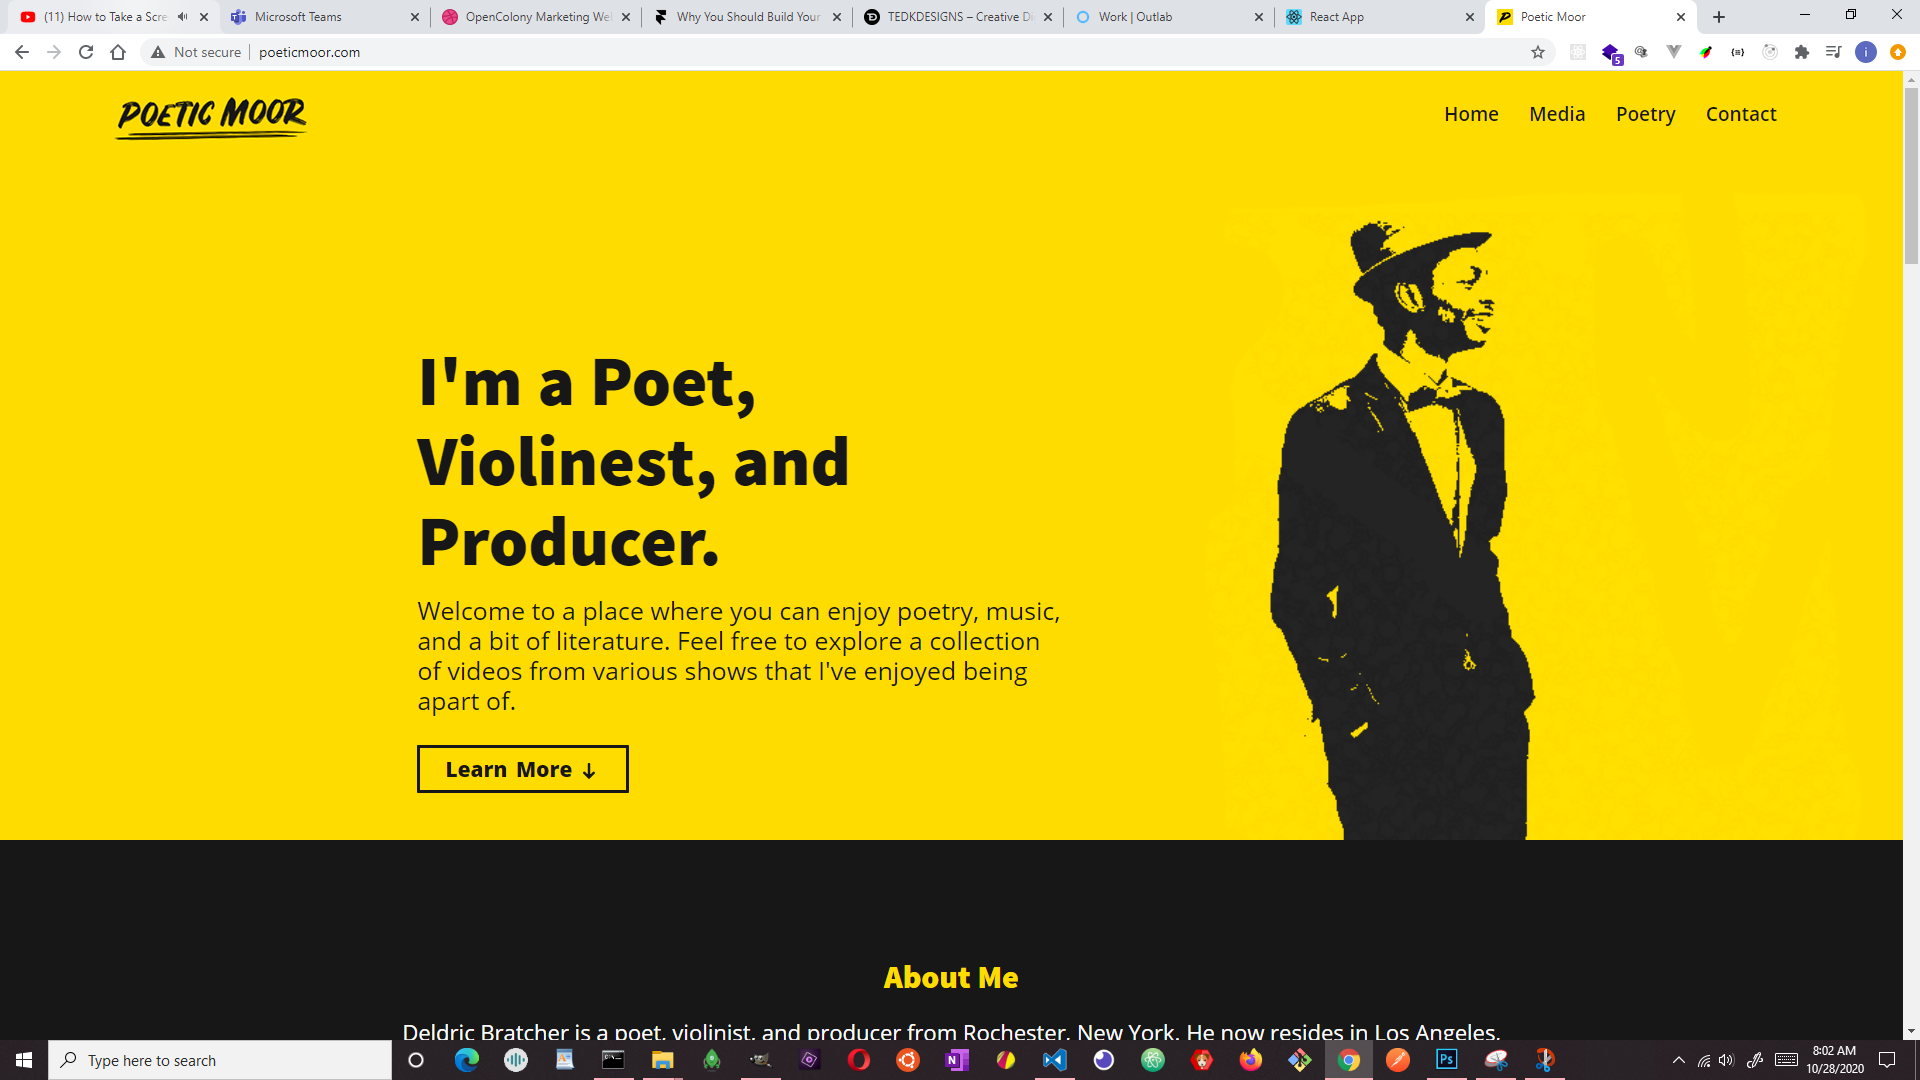 (11) How to Take a Scre
Microsoft Teams
OpenColony Marketing We
Why You Should Build Your
TEDKDESIGNS – Creative Di
Work | Outlab
React App
Poetic Moor
Not secure
poeticmoor.com
5
i
POETIC MOOR
Home
Media
Poetry
Contact
I'm a Poet,
Violinest, and
Producer.
Welcome to a place where you can enjoy poetry, music,
and a bit of literature. Feel free to explore a collection
of videos from various shows that I've enjoyed being
apart of.
Learn More ↓
About Me
Deldric Bratcher is a poet, violinist, and producer from Rochester, New York. He now resides in Los Angeles,
Type here to search
Ps
8:02 AM
10/28/2020